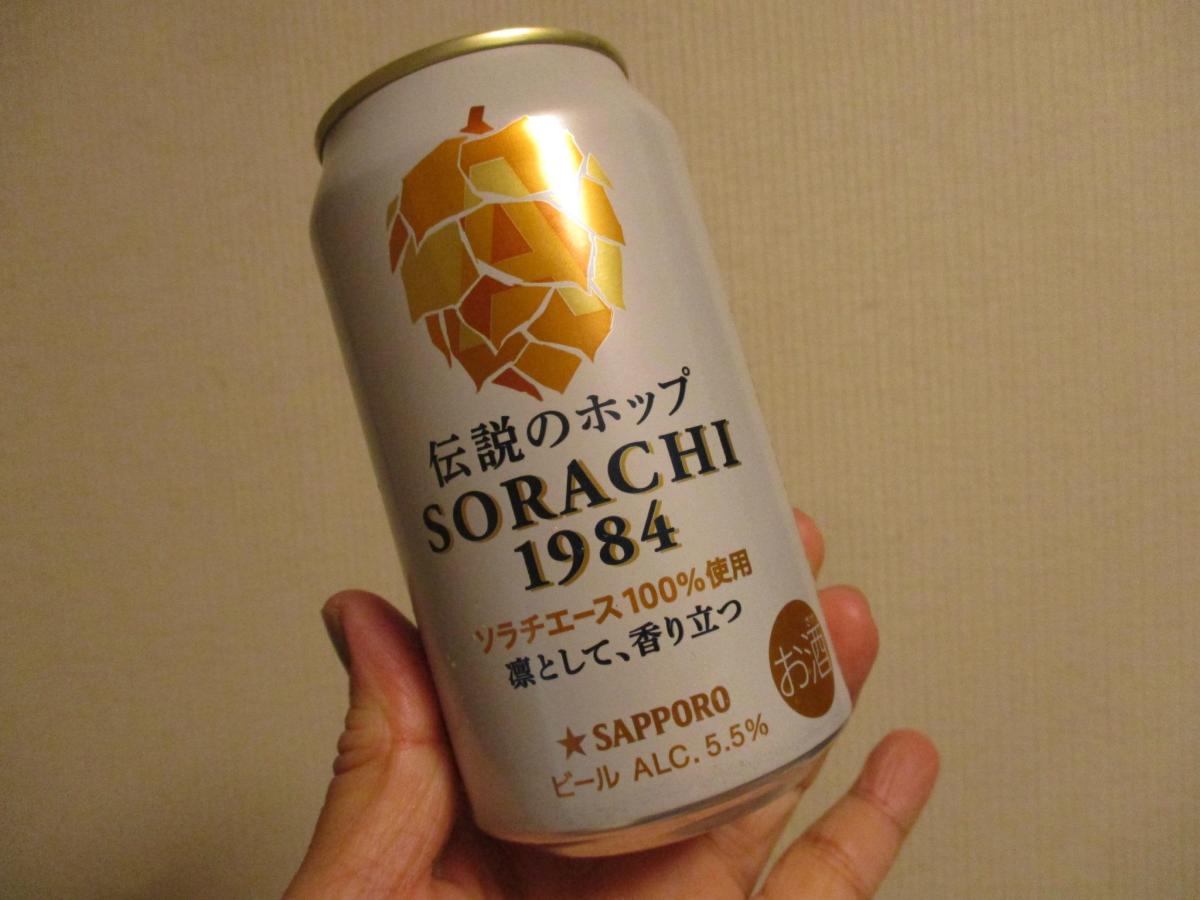 伝説のホップ
SORACHI
1984
ソラチエース100%使用
凛として、香り立つ
お酒
★SAPPORO
ビール ALC. 5.5%